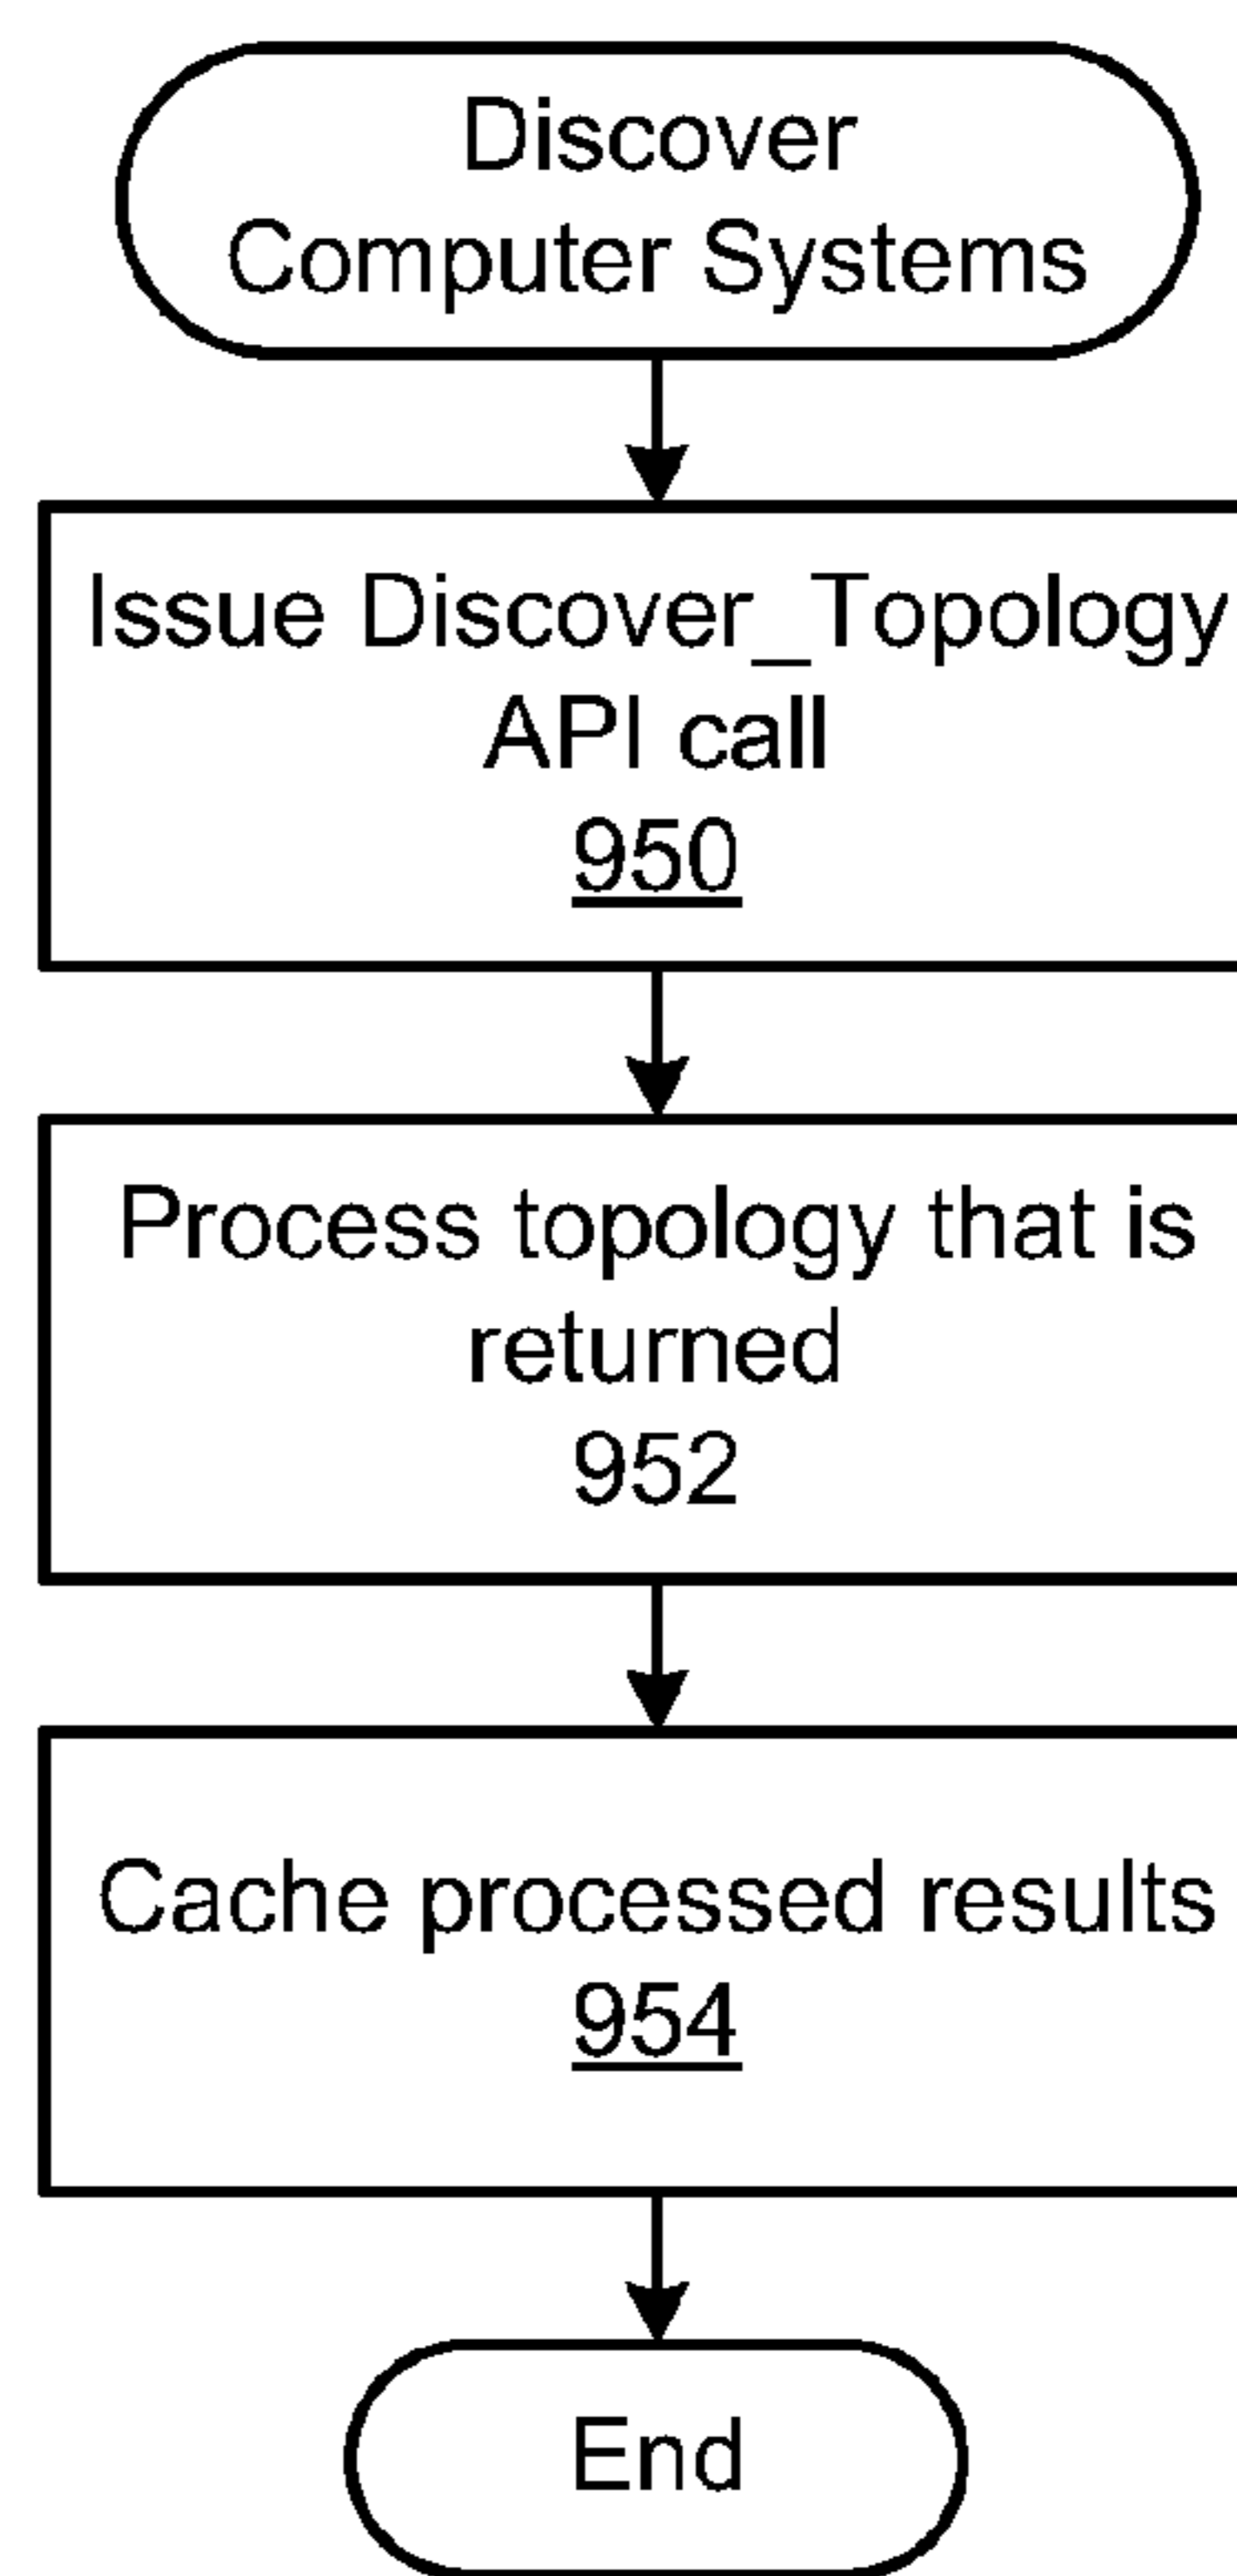 Discover
Computer Systems
Issue Discover_Topology
API call
950
Process topology that is
returned
952
Cache processed results
954
End